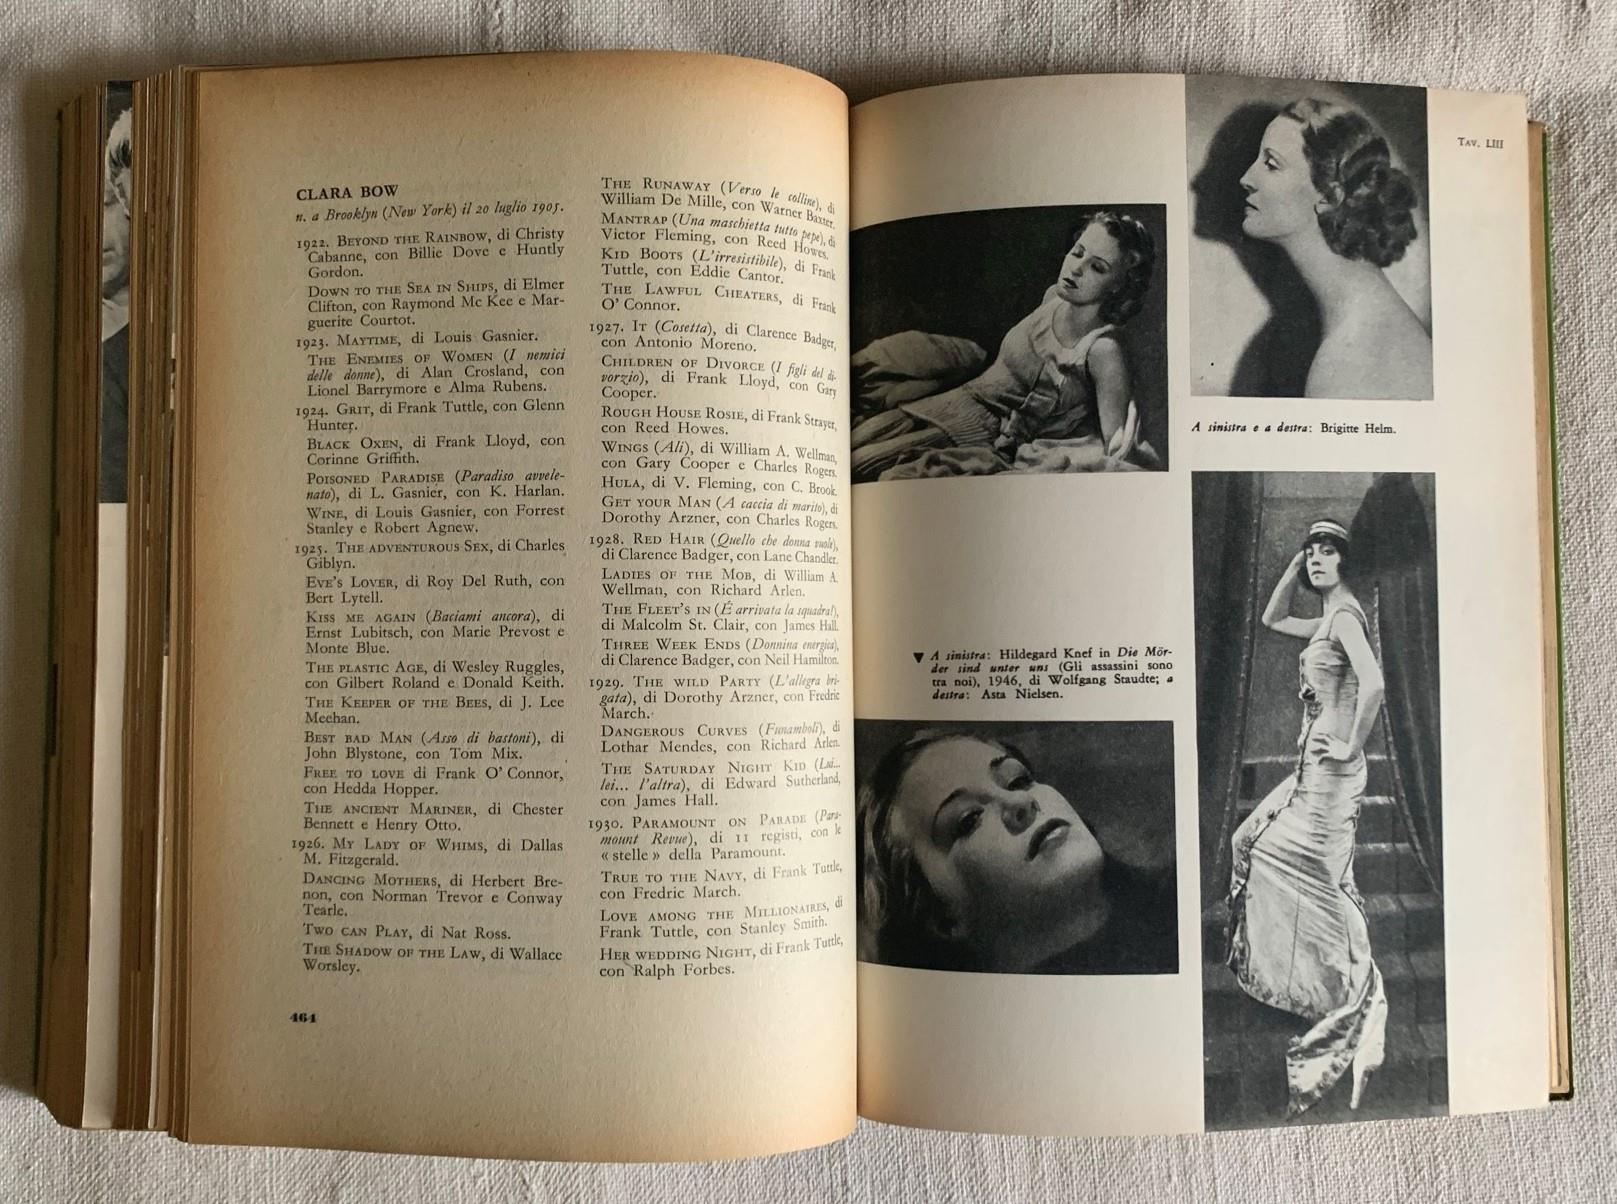 CLARA BOW
n. a Brooklyn (New York) il 20 luglio 1905.
1922. BEYOND THE RAINBOW, di Christy
Cabanne, con Billie Dove e Huntly
Gordon.
DOWN TO THE SEA IN SHIPS, di Elmer
Clifton, con Raymond Mc Kee e Mar-
guerite Courtot.
1923. MAYTIME, di Louis Gasnier.
THE ENEMIES OF WOMEN (I nemici
delle donne), di Alan Crosland, con
Lionel Barrymore e Alma Rubens.
1924. GRIT, di Frank Tuttle, con Glenn
Hunter.
BLACK OXEN, di Frank Lloyd, con
Corinne Griffith.
POISONED PARADISE (Paradiso avvele-
nato), di L. Gasnier, con K. Harlan.
WINE, di Louis Gasnier, con Forrest
Stanley e Robert Agnew.
1925. THE ADVENTUROUS SEX, di Charles
Giblyn.
EVE'S LOVER, di Roy Del Ruth, con
Bert Lytell.
KISS ME AGAIN (Baciami ancora), di
Ernst Lubitsch, con Marie Prevost e
Monte Blue.
THE PLASTIC AGE, di Wesley Ruggles,
con Gilbert Roland e Donald Keith.
THE KEEPER OF THE BEES, di J. Lee
Meehan.
BEST BAD MAN (Asso di bastoni), di
John Blystone, con Tom Mix.
FREE TO LOVE di Frank O' Connor,
con Hedda Hopper.
THE ANCIENT MARINER, di Chester
Bennett e Henry Otto.
1926. MY LADY OF WHIMS, di Dallas
M. Fitzgerald.
DANCING MOTHERS, di Herbert Bre-
non, con Norman Trevor e Conway
Tearle.
TWO CAN PLAY, di Nat Ross.
THE SHADOW OF THE LAW, di Wallace
Worsley.
464
THE RUNAWAY (Verso le colline), di
William De Mille, con Warner Baxter.
MANTRAP (Una maschietta tutto pepe), di
Victor Fleming, con Reed Howes.
KID BOOTS (L'irresistibile), di Frank
Tuttle, con Eddie Cantor.
THE LAWFUL CHEATERS, di Frank
O' Connor.
1927. IT (Cosetta), di Clarence Badger,
con Antonio Moreno.
CHILDREN OF DIVORCE (I figli del di-
vorzio), di Frank Lloyd, con Gary
Cooper.
ROUGH HOUSE ROSIE, di Frank Strayer,
con Reed Howes.
WINGS (Ali), di William A. Wellman,
con Gary Cooper e Charles Rogers.
HULA, di V. Fleming, con C. Brook.
GET YOUR MAN (A caccia di marito), di
Dorothy Arzner, con Charles Rogers.
1928. RED HAIR (Quello che donna vuole),
di Clarence Badger, con Lane Chandler.
LADIES OF THE MOB, di William A.
Wellman, con Richard Arlen.
THE FLEET'S IN (É arrivata la squadra!),
di Malcolm St. Clair, con James Hall.
THREE WEEK ENDS (Donnina energica),
di Clarence Badger, con Neil Hamilton.
1929. THE WILD PARTY (L'allegra bri-
gata), di Dorothy Arzner, con Fredric
March.
DANGEROUS CURVES (Funamboli), di
Lothar Mendes, con Richard Arlen.
THE SATURDAY NIGHT KID (Lui...
lei... l'altra), di Edward Sutherland,
con James Hall.
1930. PARAMOUNT ON PARADE (Para-
mount Revue), di 11 registi, con le
« stelle » della Paramount.
TRUE TO THE NAVY, di Frank Tuttle,
con Fredric March.
LOVE AMONG THE MILLIONAIRES, di
Frank Tuttle, con Stanley Smith.
HER WEDDING NIGHT, di Frank Tuttle,
con Ralph Forbes.
TAV. LIII
A sinistra e a destra: Brigitte Helm.
▼ A sinistra: Hildegard Knef in Die Mör-
der sind unter uns (Gli assassini sono
tra noi), 1946, di Wolfgang Staudte; a
destra: Asta Nielsen.